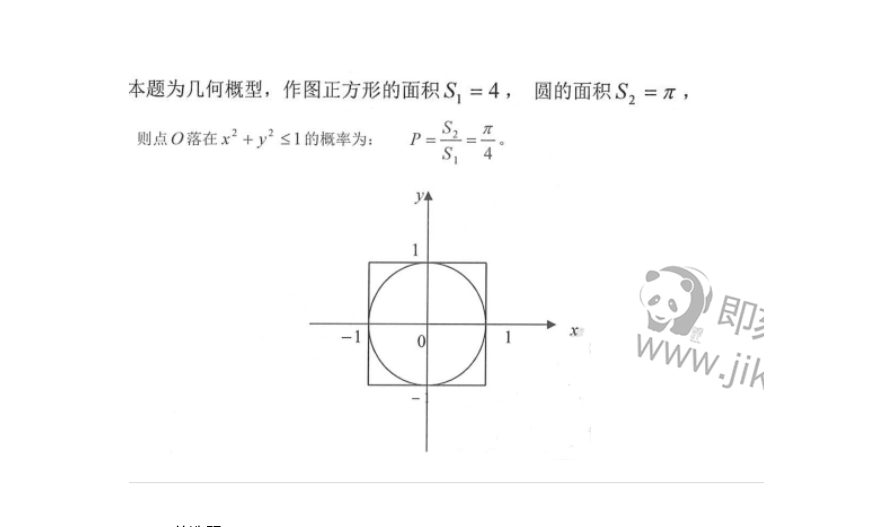 本题为几何概型，作图正方形的面积 S₁ = 4， 圆的面积 S₂ = π，
则点 O 落在 x² + y² ≤ 1 的概率为： P = S₂/S₁ = π/4。
y
1
-1 0 1 x
-1
即
www.jik